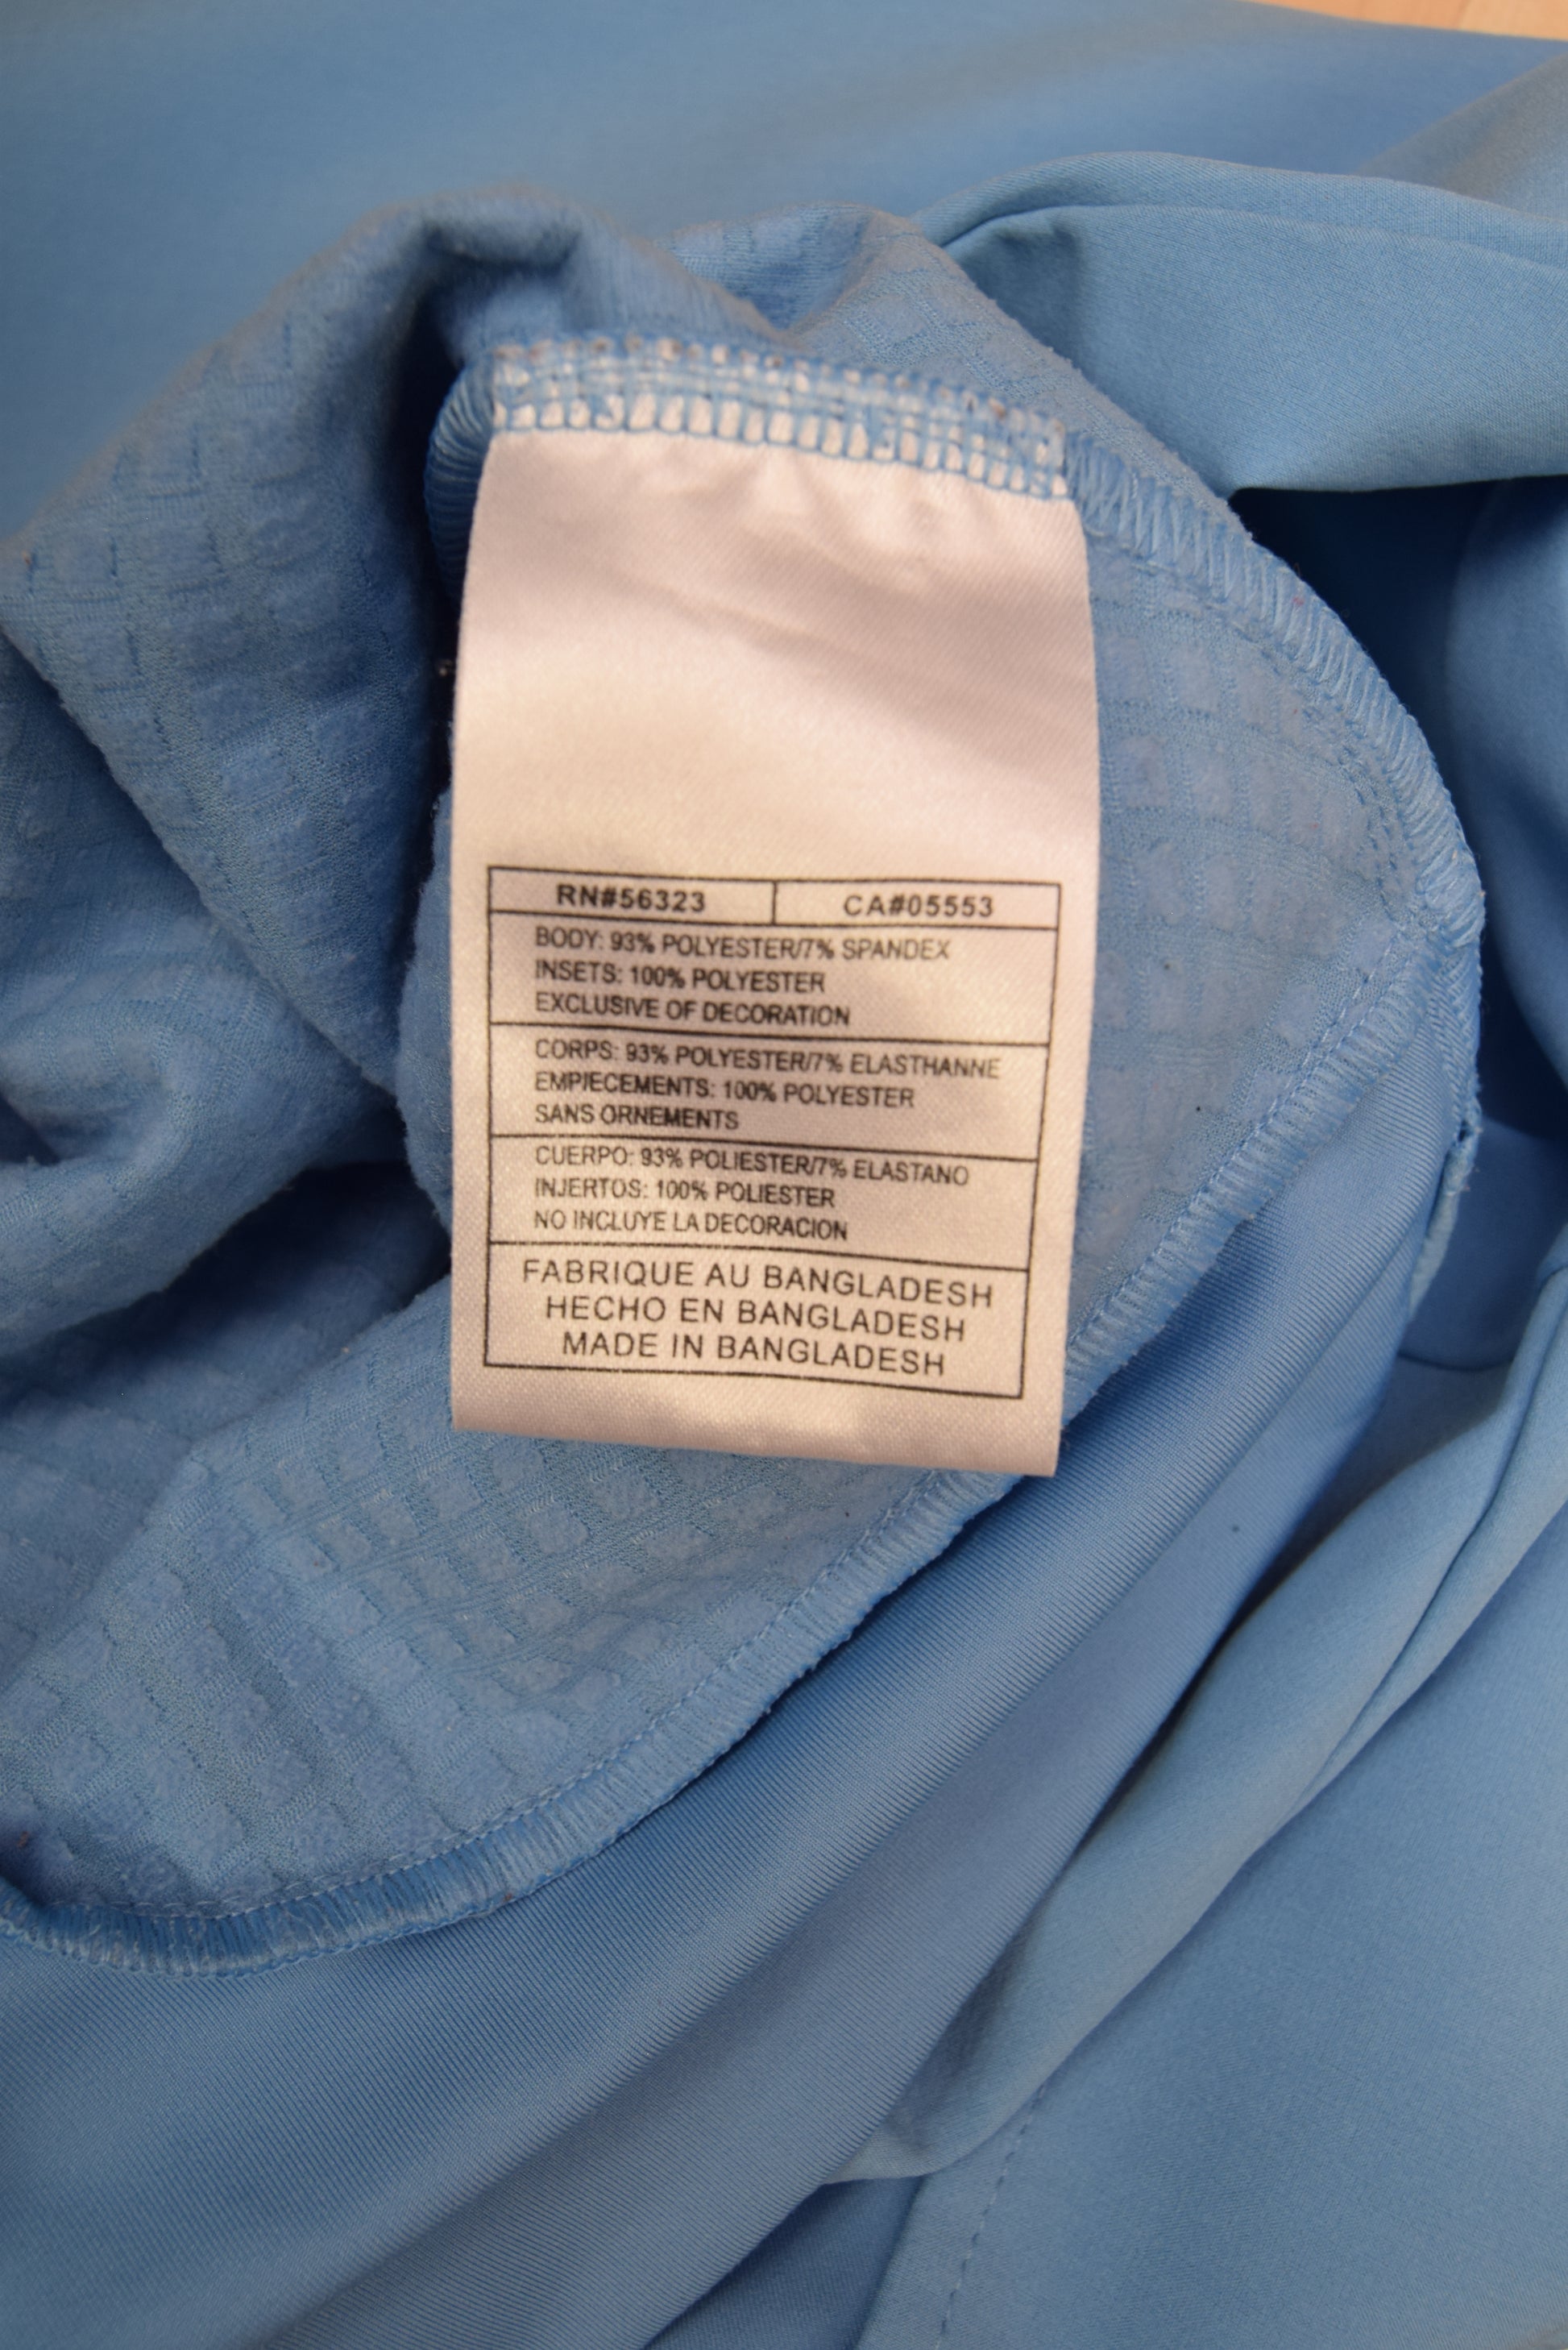 RN#56323 CA#05553
BODY: 93% POLYESTER/7% SPANDEX
INSETS: 100% POLYESTER
EXCLUSIVE OF DECORATION
CORPS: 93% POLYESTER/7% ELASTHANNE
EMPIECEMENTS: 100% POLYESTER
SANS ORNEMENTS
CUERPO: 93% POLIESTER/7% ELASTANO
INJERTOS: 100% POLIESTER
NO INCLUYE LA DECORACION
FABRIQUE AU BANGLADESH
HECHO EN BANGLADESH
MADE IN BANGLADESH